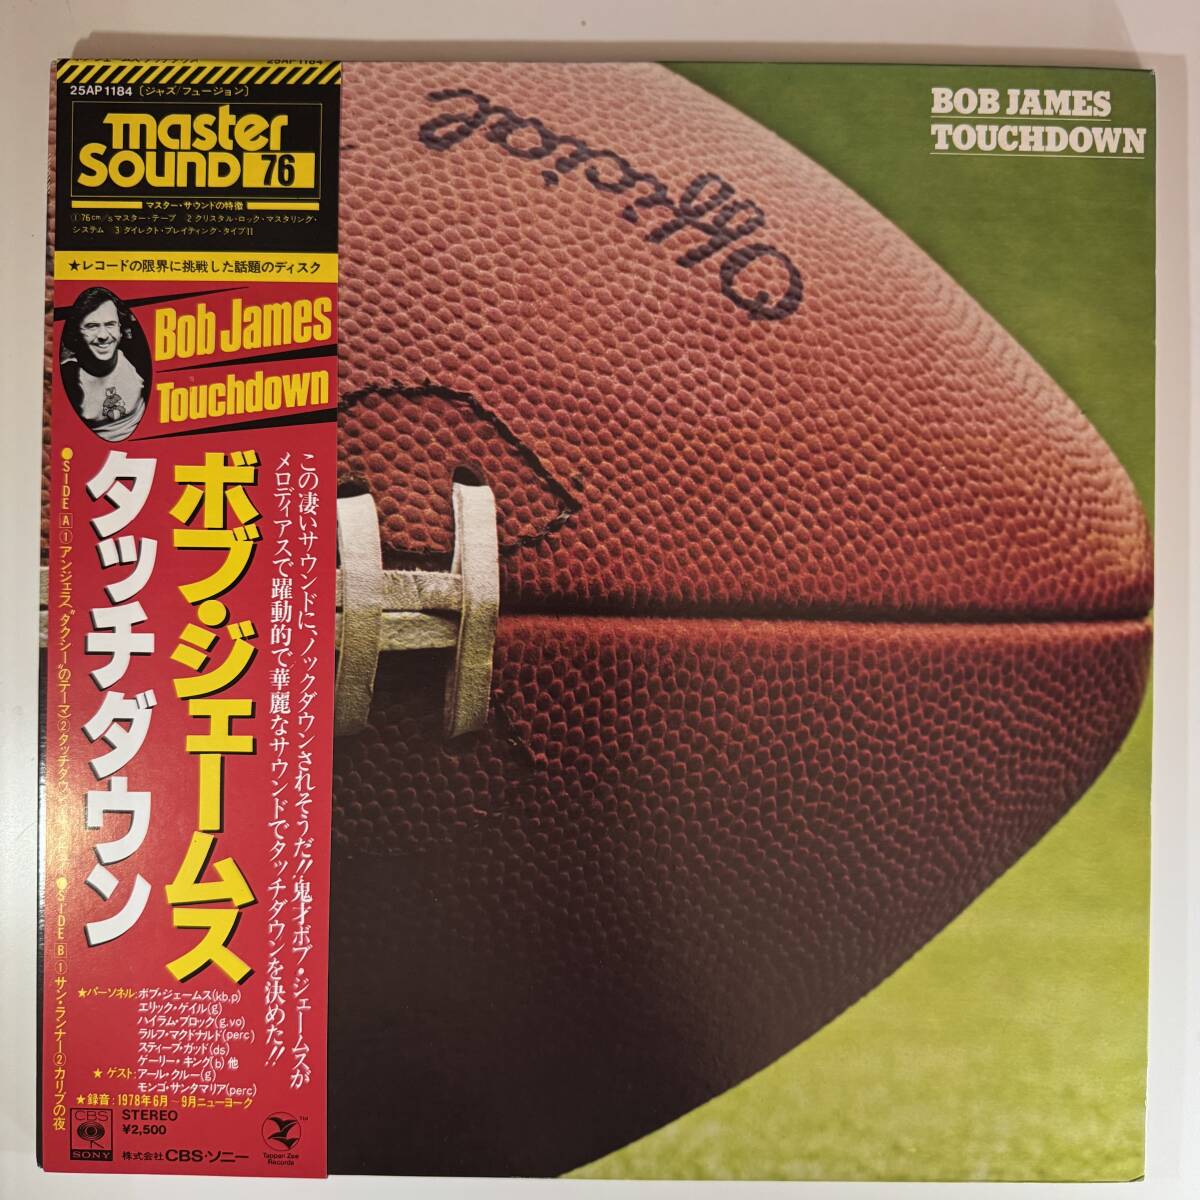 25AP1184
25AP1184〔ジャズ/フュージョン〕
master
SOUND 76
マスター・サウンドの特徴
①76cm/sマスター・テープ 2クリスタル・ロック・マスタリング・
システム 3ダイレクト・プレイティング・タイプII
★レコードの限界に挑戦した話題のディスク
Bob James
Touchdown
この凄いサウンドに、ノックダウンされそうだ!!鬼才ボブ・ジェームスが
メロディアスで躍動的で華麗なサウンドでタッチダウンを決めた!!
ボブ・ジェームス
タッチダウン
●SIDE A ①アンジェラ(〝タクシー〟のテーマ)②タッチダウ
●SIDE B ①サン・ランナー②カリブの夜
★パーソネル:ボブ・ジェームス(kb,p)
エリック・ゲイル(g)
ハイラム・ブロック(g.vo)
ラルフ・マクドナルド(perc)
スティーブ・ガッド(ds)
ゲーリー・キング(b)他
★ゲスト:アール・クルー(g)
モンゴ・サンタマリア(perc)
★録音:1978年6月〜9月ニューヨーク
CBS
SONY
STEREO
¥2,500
株式会社CBS・ソニー
TM
Tappan Zee
Records
BOB JAMES
TOUCHDOWN
Official